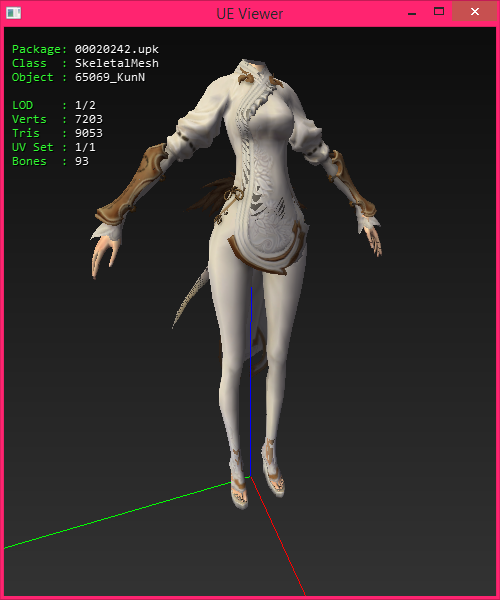 UE Viewer
Package: 00020242.upk
Class  : SkeletalMesh
Object : 65069_KunN
LOD    : 1/2
Verts  : 7203
Tris   : 9053
UV Set : 1/1
Bones  : 93